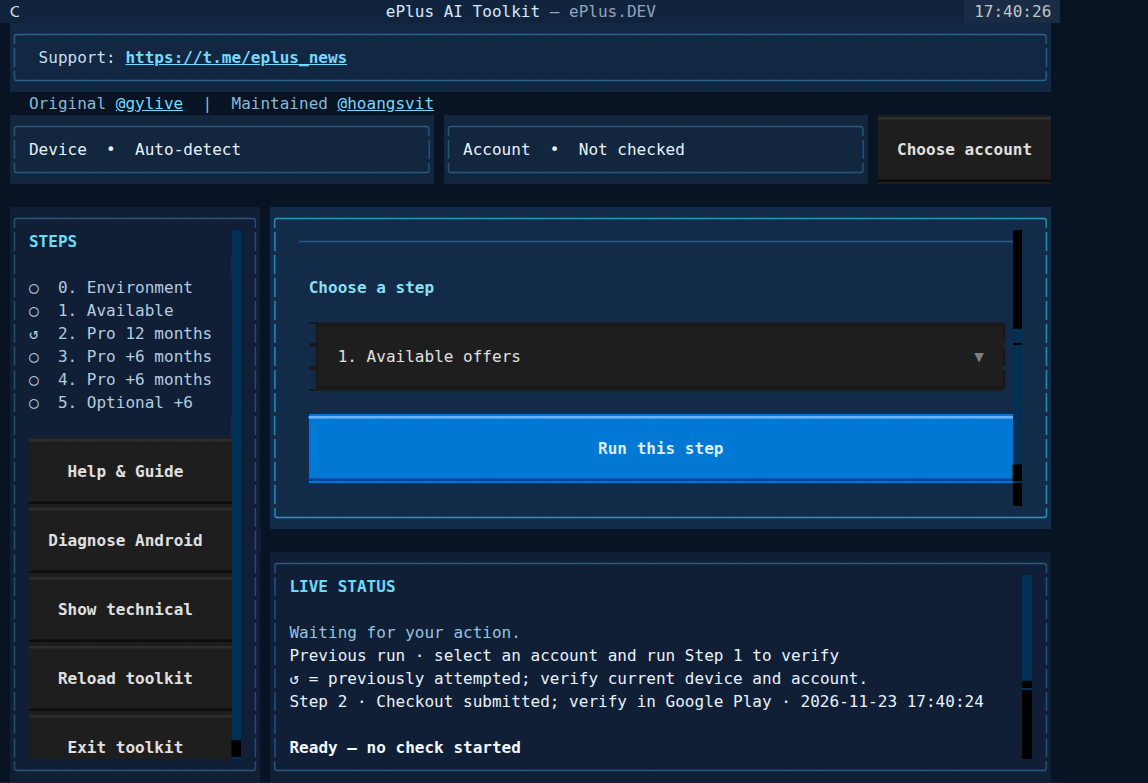 C ePlus AI Toolkit — ePlus.DEV 17:40:26
Support: https://t.me/eplus_news
Original @gylive | Maintained @hoangsvit
Device • Auto-detect
Account • Not checked
Choose account
STEPS
○ 0. Environment
○ 1. Available
↺ 2. Pro 12 months
○ 3. Pro +6 months
○ 4. Pro +6 months
○ 5. Optional +6
Help & Guide
Diagnose Android
Show technical
Reload toolkit
Exit toolkit
Choose a step
1. Available offers ▼
Run this step
LIVE STATUS
Waiting for your action.
Previous run · select an account and run Step 1 to verify
↺ = previously attempted; verify current device and account.
Step 2 · Checkout submitted; verify in Google Play · 2026-11-23 17:40:24
Ready — no check started